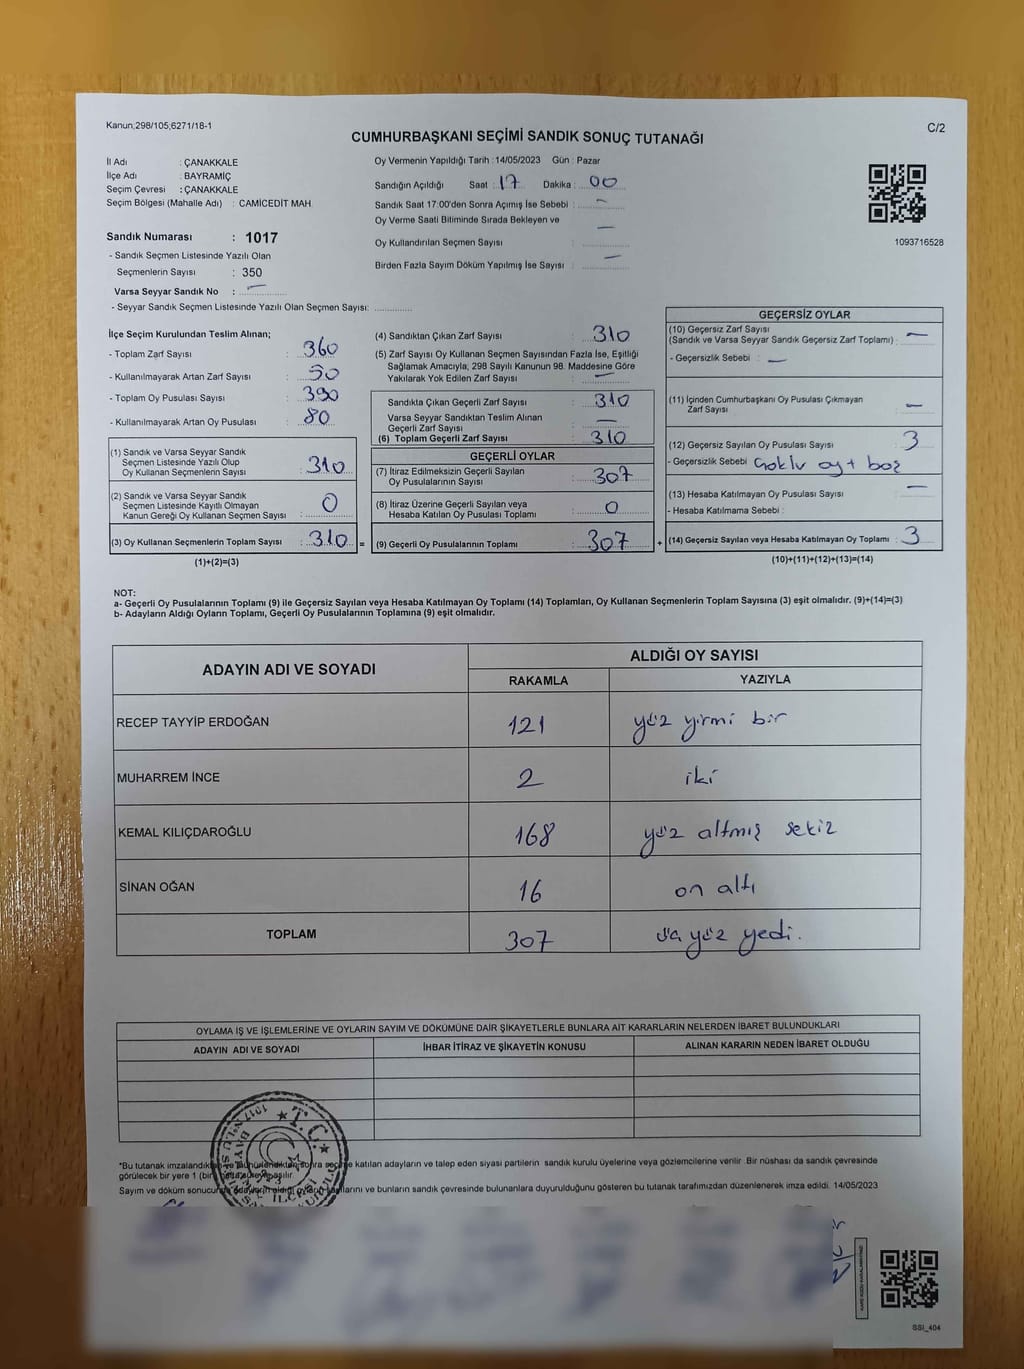 Kanun;298/105;6271/18-1
C/2
CUMHURBAŞKANI SEÇİMİ SANDIK SONUÇ TUTANAĞI
İl Adı : ÇANAKKALE
İlçe Adı : BAYRAMİÇ
Seçim Çevresi : ÇANAKKALE
Seçim Bölgesi (Mahalle Adı) : CAMİCEDİT MAH.
Sandık Numarası : 1017
- Sandık Seçmen Listesinde Yazılı Olan
Seçmenlerin Sayısı : 350
Varsa Seyyar Sandık No : —
- Seyyar Sandık Seçmen Listesinde Yazılı Olan Seçmen Sayısı: ............
Oy Vermenin Yapıldığı Tarih :14/05/2023 Gün : Pazar
Sandığın Açıldığı Saat : 17 Dakika : 00
Sandık Saat 17:00'den Sonra Açımış İse Sebebi : —
Oy Verme Saati Bitiminde Sırada Bekleyen ve
Oy Kullandırılan Seçmen Sayısı : —
Birden Fazla Sayım Döküm Yapılmış İse Sayısı : —
1093716528
İlçe Seçim Kurulundan Teslim Alınan;
- Toplam Zarf Sayısı : 360
- Kullanılmayarak Artan Zarf Sayısı : 50
- Toplam Oy Pusulası Sayısı : 390
- Kullanılmayarak Artan Oy Pusulası : 80
(1) Sandık ve Varsa Seyyar Sandık
Seçmen Listesinde Yazılı Olup
Oy Kullanan Seçmenlerin Sayısı : 310
(2) Sandık ve Varsa Seyyar Sandık
Seçmen Listesinde Kayıtlı Olmayan
Kanun Gereği Oy Kullanan Seçmen Sayısı : 0
(3) Oy Kullanan Seçmenlerin Toplam Sayısı : 310 =
(1)+(2)=(3)
(4) Sandıktan Çıkan Zarf Sayısı : 310
(5) Zarf Sayısı Oy Kullanan Seçmen Sayısından Fazla İse, Eşitliği
Sağlamak Amacıyla; 298 Sayılı Kanunun 98. Maddesine Göre
Yakılarak Yok Edilen Zarf Sayısı : —
Sandıkla Çıkan Geçerli Zarf Sayısı : 310
Varsa Seyyar Sandıktan Teslim Alınan
Geçerli Zarf Sayısı : —
(6) Toplam Geçerli Zarf Sayısı : 310
GEÇERLİ OYLAR
(7) İtiraz Edilmeksizin Geçerli Sayılan
Oy Pusulalarının Sayısı : 307
(8) İtiraz Üzerine Geçerli Sayılan veya
Hesaba Katılan Oy Pusulası Toplamı : 0
(9) Geçerli Oy Pusulalarının Toplamı : 307 +
GEÇERSİZ OYLAR
(10) Geçersiz Zarf Sayısı
(Sandık ve Varsa Seyyar Sandık Geçersiz Zarf Toplamı) : —
- Geçersizlik Sebebi : —
(11) İçinden Cumhurbaşkanı Oy Pusulası Çıkmayan
Zarf Sayısı : —
(12) Geçersiz Sayılan Oy Pusulası Sayısı : 3
- Geçersizlik Sebebi : Çoklu oy + boş
(13) Hesaba Katılmayan Oy Pusulası Sayısı : —
- Hesaba Katılmama Sebebi :
(14) Geçersiz Sayılan veya Hesaba Katılmayan Oy Toplamı : 3
(10)+(11)+(12)+(13)=(14)
NOT:
a- Geçerli Oy Pusulalarının Toplamı (9) ile Geçersiz Sayılan veya Hesaba Katılmayan Oy Toplamı (14) Toplamları, Oy Kullanan Seçmenlerin Toplam Sayısına (3) eşit olmalıdır. (9)+(14)=(3)
b- Adayların Aldığı Oyların Toplamı, Geçerli Oy Pusulalarının Toplamına (9) eşit olmalıdır.
ADAYIN ADI VE SOYADI ALDIĞI OY SAYISI
RAKAMLA YAZIYLA
RECEP TAYYİP ERDOĞAN 121 yüz yirmi bir
MUHARREM İNCE 2 iki
KEMAL KILIÇDAROĞLU 168 yüz altmış sekiz
SİNAN OĞAN 16 on altı
TOPLAM 307 üç yüz yedi.
OYLAMA İŞ VE İŞLEMLERİNE VE OYLARIN SAYIM VE DÖKÜMÜNE DAİR ŞİKAYETLERLE BUNLARA AİT KARARLARIN NELERDEN İBARET BULUNDUKLARI
ADAYIN ADI VE SOYADI İHBAR İTİRAZ VE ŞİKAYETİN KONUSU ALINAN KARARIN NEDEN İBARET OLDUĞU
*Bu tutanak imzalandıktan ve mühürlendikten sonra seçime katılan adayların ve talep eden siyasi partilerin sandık kurulu üyelerine veya gözlemcilerine verilir. Bir nüshası da sandık çevresinde
görülecek bir yere 1 (bir) hafta süreyle asılır.
Sayım ve döküm sonucunda adayların aldığı oyların sayılarını ve bunların sandık çevresinde bulunanlara duyurulduğunu gösteren bu tutanak tarafımızdan düzenlenerek imza edildi. 14/05/2023
T.C.
SSI_404